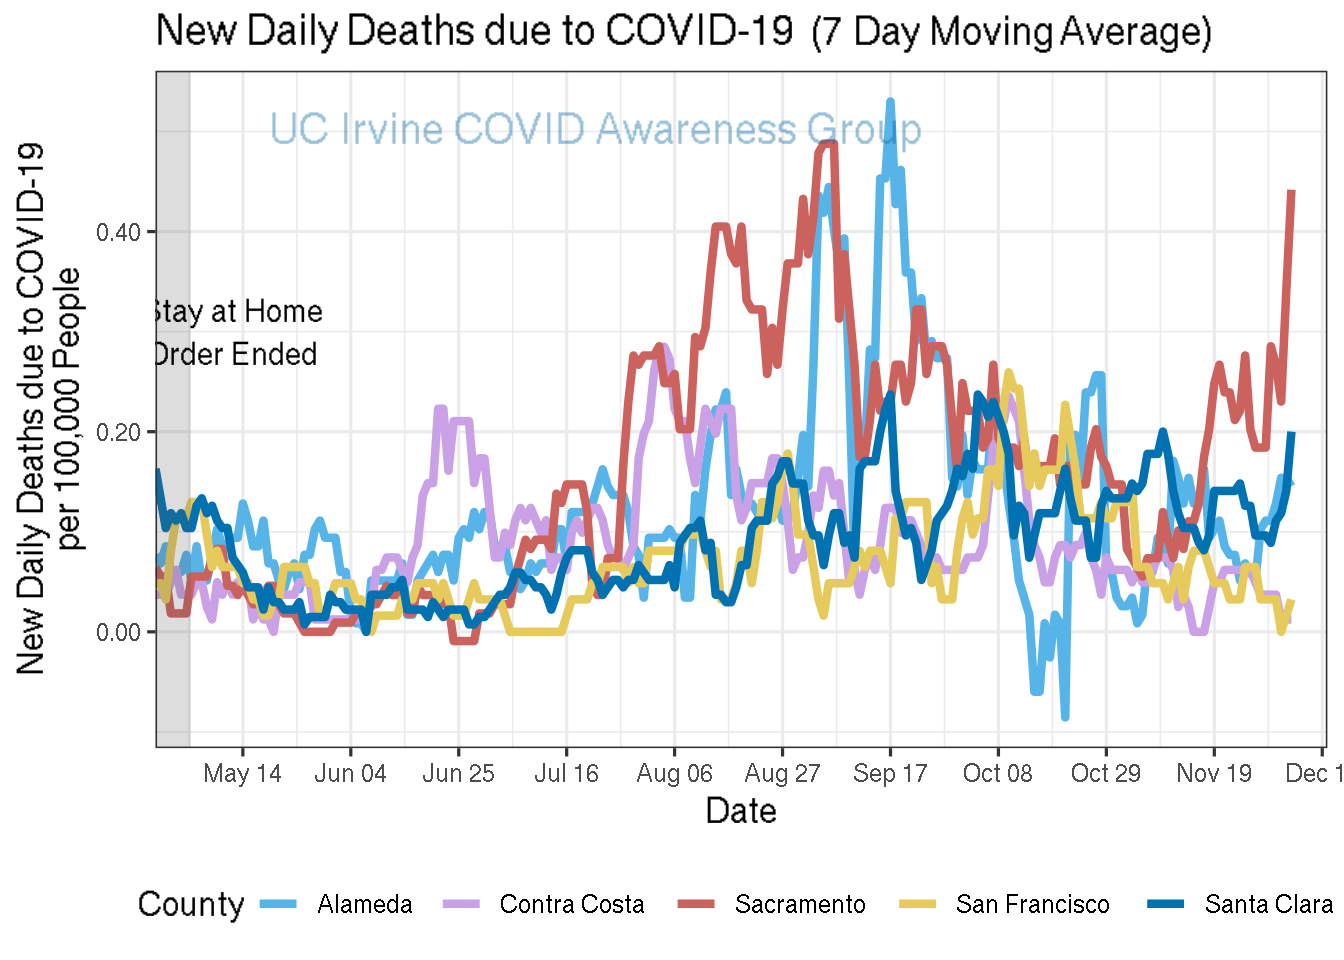 New Daily Deaths due to COVID-19 (7 Day Moving Average)
UC Irvine COVID Awareness Group
New Daily Deaths due to COVID-19
per 100,000 People
0.40
0.20
0.00
Stay at Home
Order Ended
May 14 Jun 04 Jun 25 Jul 16 Aug 06 Aug 27 Sep 17 Oct 08 Oct 29 Nov 19 Dec 1
Date
County Alameda Contra Costa Sacramento San Francisco Santa Clara